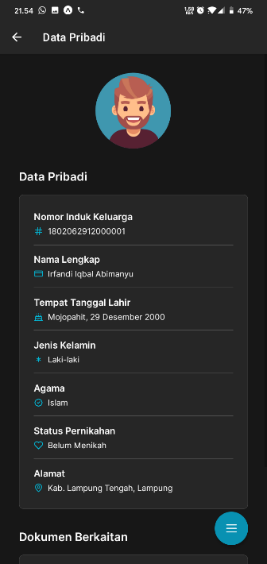 21.54
47%
Data Pribadi
Data Pribadi
Nomor Induk Keluarga
# 1802062912000001
Nama Lengkap
Irfandi Iqbal Abimanyu
Tempat Tanggal Lahir
Mojopahit, 29 Desember 2000
Jenis Kelamin
Laki-laki
Agama
Islam
Status Pernikahan
Belum Menikah
Alamat
Kab. Lampung Tengah, Lampung
Dokumen Berkaitan